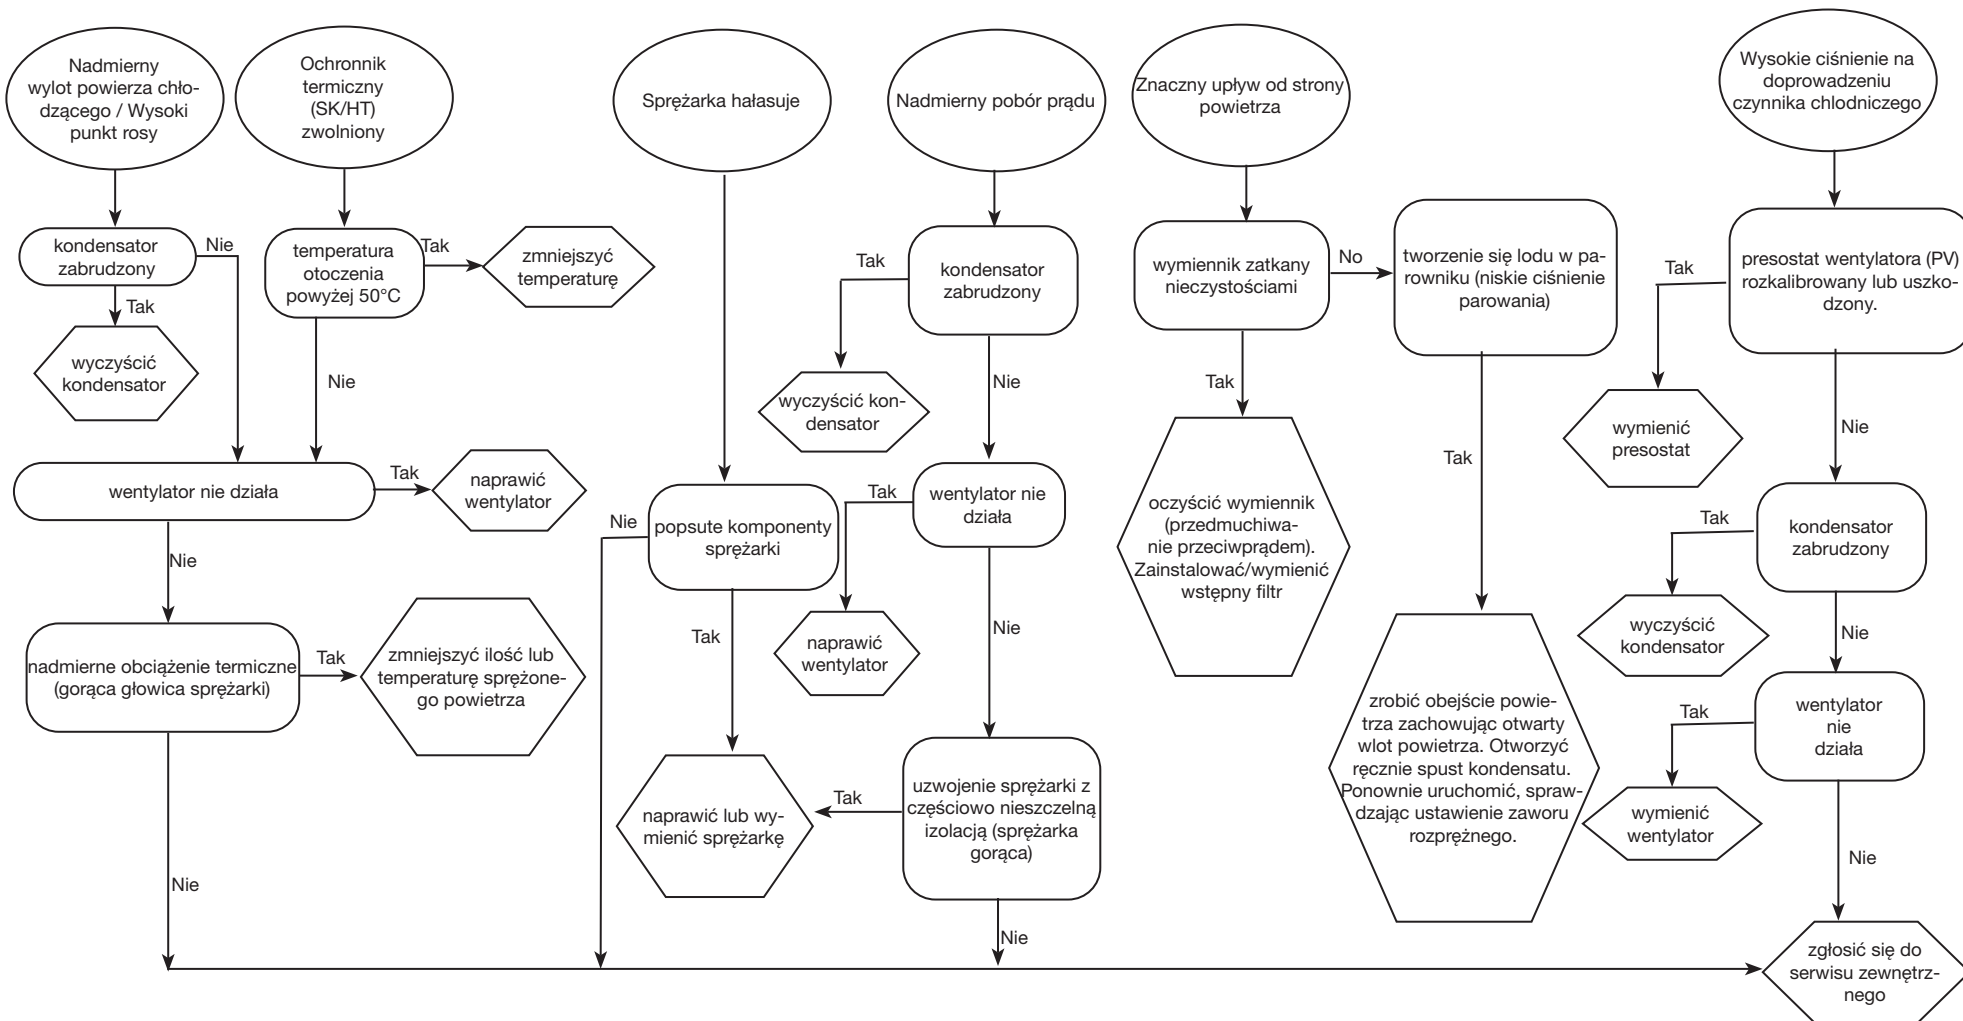 Nadmierny
wylot powierza chło-
dzącego / Wysoki
punkt rosy
kondensator
zabrudzony
Nie
Tak
wyczyścić
kondensator
Ochronnik
termiczny
(SK/HT)
zwolniony
temperatura
otoczenia
powyżej 50°C
Tak
zmniejszyć
temperaturę
Nie
wentylator nie działa
Tak
naprawić
wentylator
Nie
nadmierne obciążenie termiczne
(gorąca głowica sprężarki)
Tak
zmniejszyć ilość lub
temperaturę sprężone-
go powietrza
Nie
Sprężarka hałasuje
Nie
popsute komponenty
sprężarki
Tak
naprawić lub wy-
mienić sprężarkę
Nadmierny pobór prądu
Tak
kondensator
zabrudzony
wyczyścić kon-
densator
Nie
Tak
wentylator nie
działa
naprawić
wentylator
Nie
Tak
uzwojenie sprężarki z
częściowo nieszczelną
izolacją (sprężarka
gorąca)
Nie
Znaczny upływ od strony
powietrza
wymiennik zatkany
nieczystościami
No
Tak
oczyścić wymiennik
(przedmuchiwa-
nie przeciwprądem).
Zainstalować/wymienić
wstępny filtr
tworzenie się lodu w pa-
rowniku (niskie ciśnienie
parowania)
Tak
zrobić obejście powie-
trza zachowując otwarty
wlot powietrza. Otworzyć
ręcznie spust kondensatu.
Ponownie uruchomić, spraw-
dzając ustawienie zaworu
rozprężnego.
Wysokie ciśnienie na
doprowadzeniu
czynnika chlodniczego
Tak
presostat wentylatora (PV)
rozkalibrowany lub uszko-
dzony.
wymienić
presostat
Nie
Tak
kondensator
zabrudzony
wyczyścić
kondensator
Nie
Tak
wentylator
nie
działa
wymienić
wentylator
Nie
zgłosić się do
serwisu zewnętrz-
nego